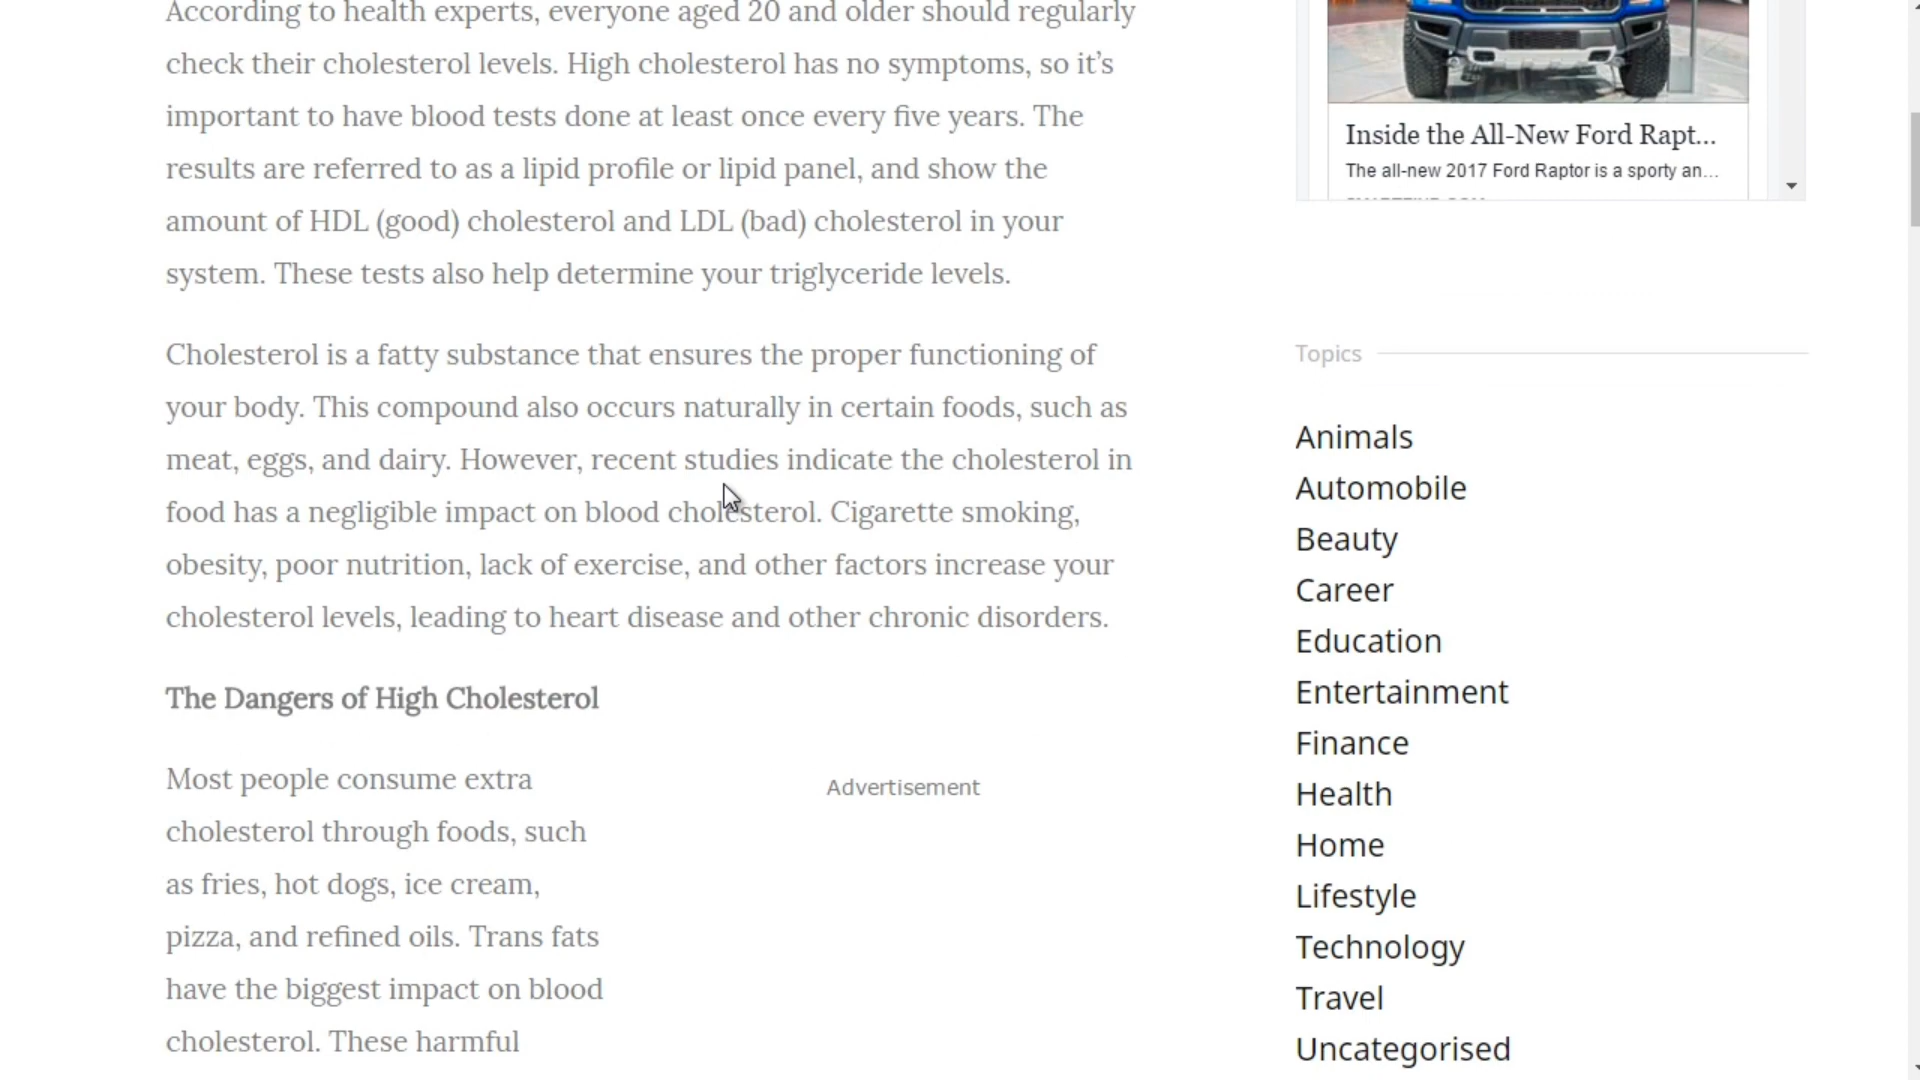 According to health experts, everyone aged 20 and older should regularly
check their cholesterol levels. High cholesterol has no symptoms, so it’s
important to have blood tests done at least once every five years. The
results are referred to as a lipid profile or lipid panel, and show the
amount of HDL (good) cholesterol and LDL (bad) cholesterol in your
system. These tests also help determine your triglyceride levels.
Cholesterol is a fatty substance that ensures the proper functioning of
your body. This compound also occurs naturally in certain foods, such as
meat, eggs, and dairy. However, recent studies indicate the cholesterol in
food has a negligible impact on blood cholesterol. Cigarette smoking,
obesity, poor nutrition, lack of exercise, and other factors increase your
cholesterol levels, leading to heart disease and other chronic disorders.
The Dangers of High Cholesterol
Most people consume extra
cholesterol through foods, such
as fries, hot dogs, ice cream,
pizza, and refined oils. Trans fats
have the biggest impact on blood
cholesterol. These harmful
Advertisement
Inside the All-New Ford Rapt...
The all-new 2017 Ford Raptor is a sporty an...
Topics
Animals
Automobile
Beauty
Career
Education
Entertainment
Finance
Health
Home
Lifestyle
Technology
Travel
Uncategorised